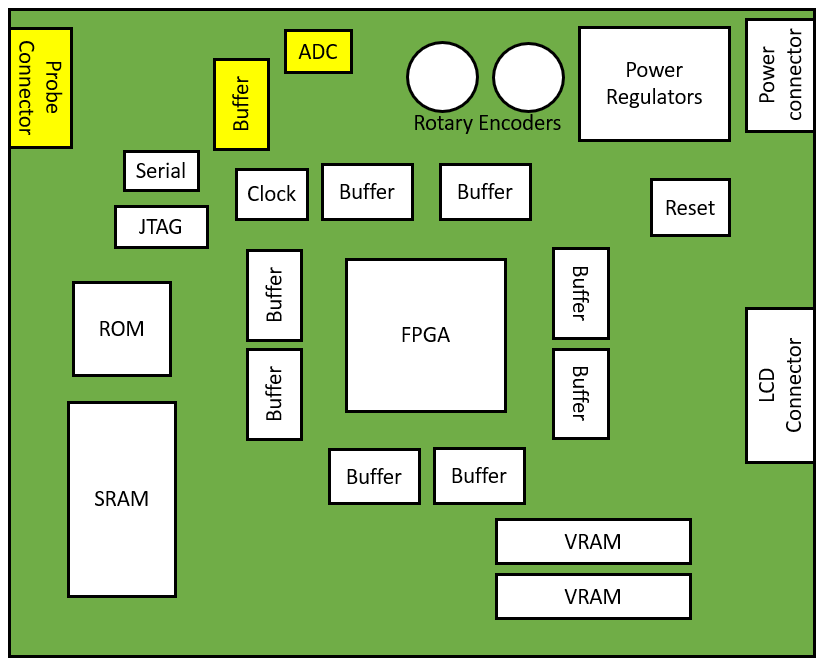 Probe
Connector
Buffer
ADC
Rotary Encoders
Power
Regulators
Power
connector
Serial
JTAG
Clock
Buffer
Buffer
Reset
ROM
Buffer
FPGA
Buffer
Buffer
Buffer
LCD
Connector
SRAM
Buffer
Buffer
VRAM
VRAM